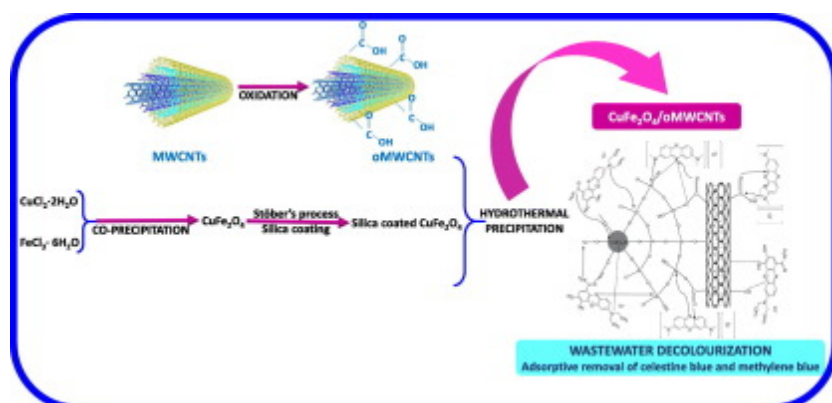 O
C
OH
O
C
OH
OXIDATION
O
C
OH
O
C
OH
MWCNTs
oMWCNTs
CuFe₂O₄/oMWCNTs
CuCl₂·2H₂O
FeCl₃·6H₂O
CO-PRECIPITATION
CuFe₂O₄
Stöber's process
Silica coating
Silica coated CuFe₂O₄
HYDROTHERMAL
PRECIPITATION
WASTEWATER DECOLOURIZATION
Adsorptive removal of celestine blue and methylene blue